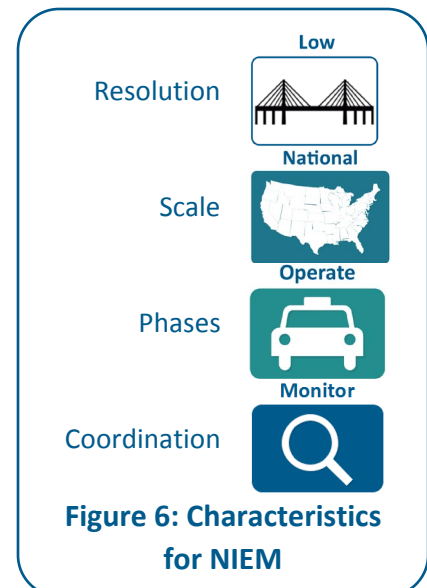 Low
Resolution
National
Scale
Operate
Phases
Monitor
Coordination
Figure 6: Characteristics
for NIEM